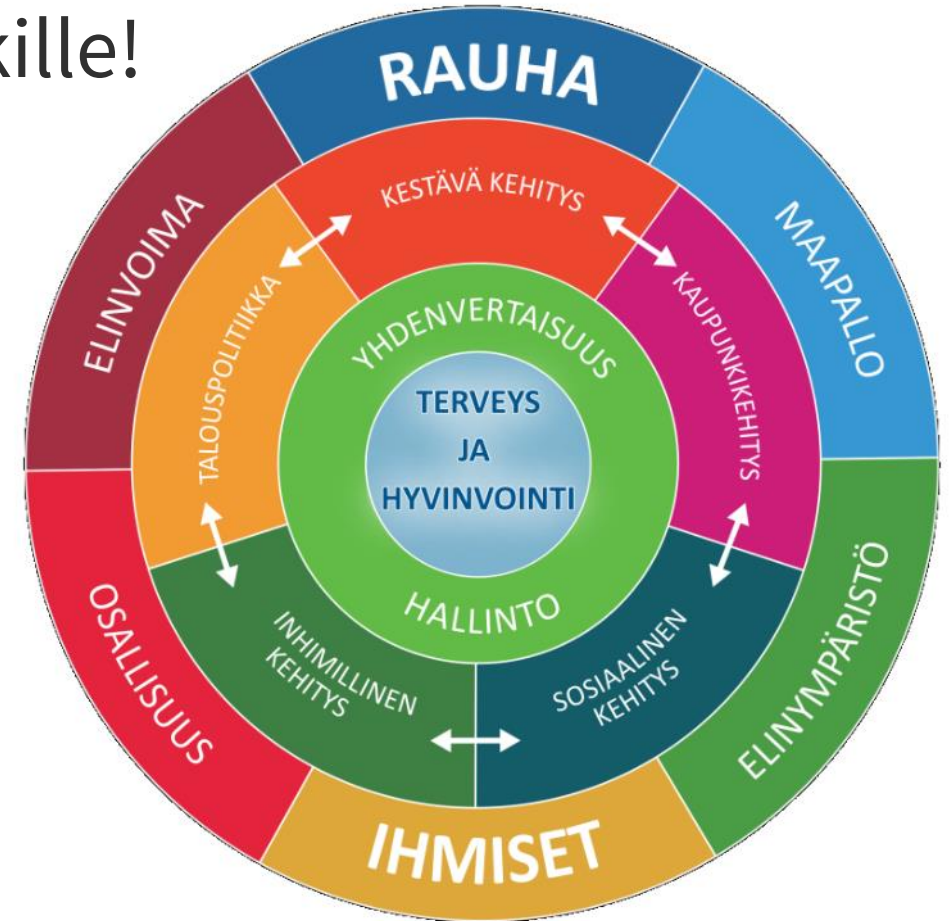 kille!
RAUHA
MAAPALLO
ELINYMPÄRISTÖ
IHMISET
OSALLISUUS
ELINVOIMA
KESTÄVÄ KEHITYS
KAUPUNKIKEHITYS
SOSIAALINEN
KEHITYS
INHIMILLINEN
KEHITYS
TALOUSPOLITIIKKA
YHDENVERTAISUUS
HALLINTO
TERVEYS
JA
HYVINVOINTI